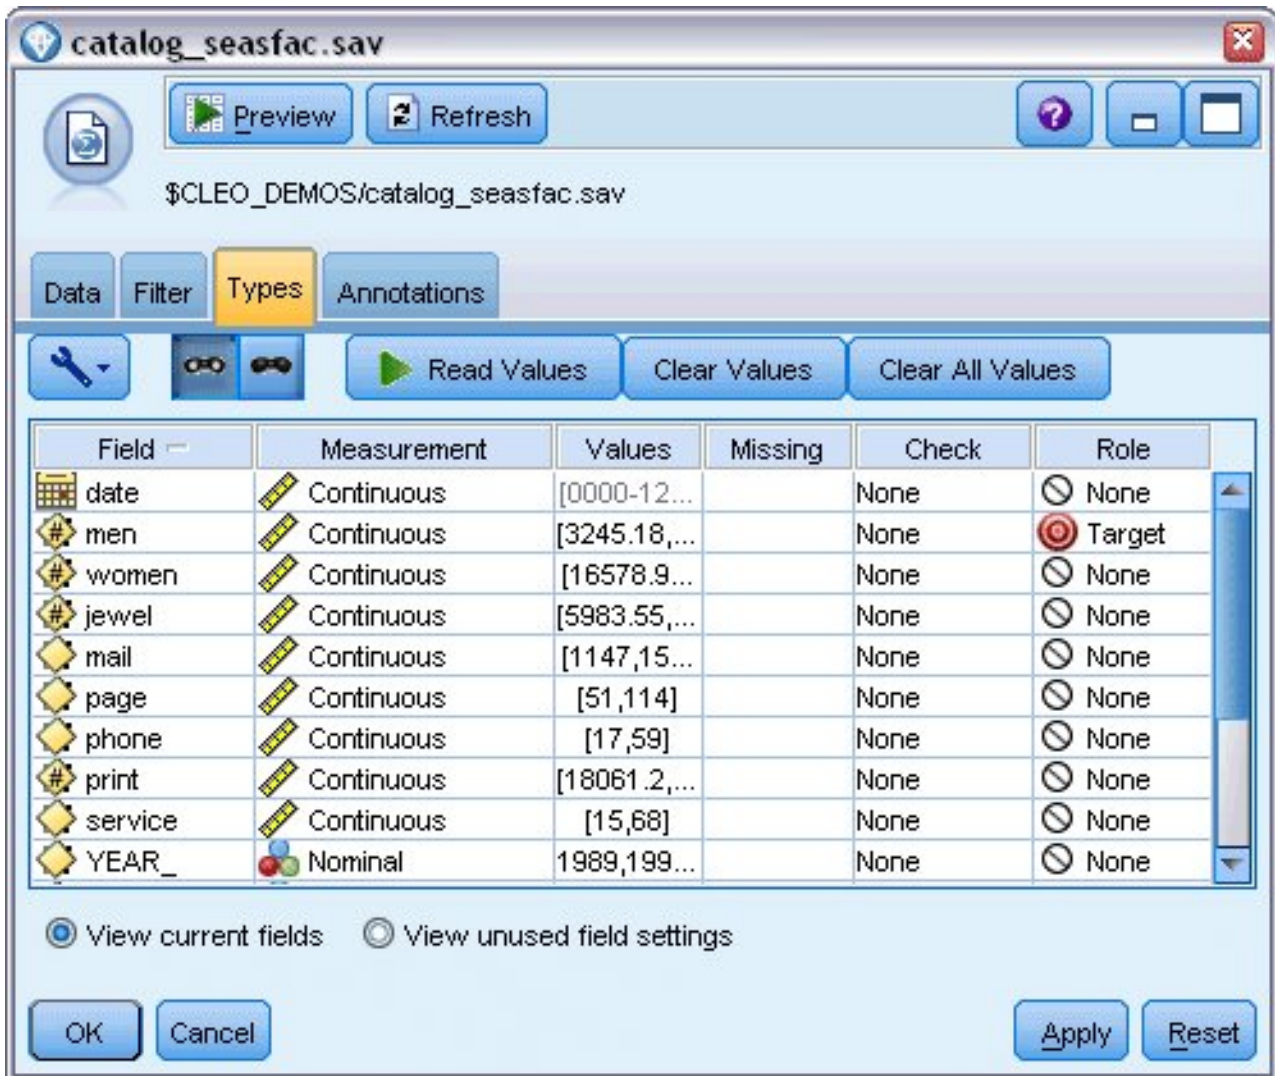 catalog_seasfac.sav
Preview Refresh
$CLEO_DEMOS/catalog_seasfac.sav
Data Filter Types Annotations
Read Values Clear Values Clear All Values
Field Measurement Values Missing Check Role
date Continuous [0000-12... None None
men Continuous [3245.18,... None Target
women Continuous [16578.9... None None
jewel Continuous [5983.55,... None None
mail Continuous [1147,15... None None
page Continuous [51,114] None None
phone Continuous [17,59] None None
print Continuous [18061.2,... None None
service Continuous [15,68] None None
YEAR_ Nominal 1989,199... None None
View current fields View unused field settings
OK Cancel Apply Reset